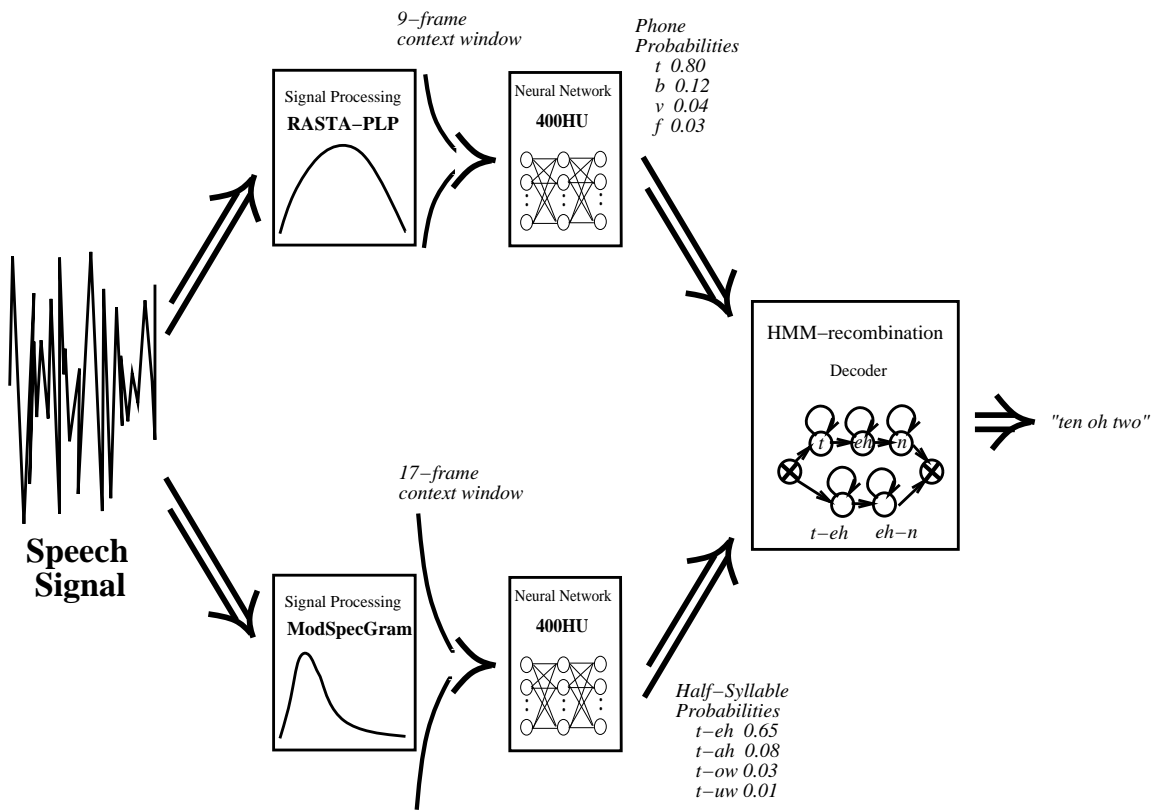 9−frame
context window
Phone
Probabilities
t 0.80
b 0.12
v 0.04
f 0.03
Signal Processing
RASTA−PLP
Neural Network
400HU
Speech
Signal
HMM−recombination
Decoder
t eh n
t−eh eh−n
"ten oh two"
17−frame
context window
Signal Processing
ModSpecGram
Neural Network
400HU
Half−Syllable
Probabilities
t−eh 0.65
t−ah 0.08
t−ow 0.03
t−uw 0.01